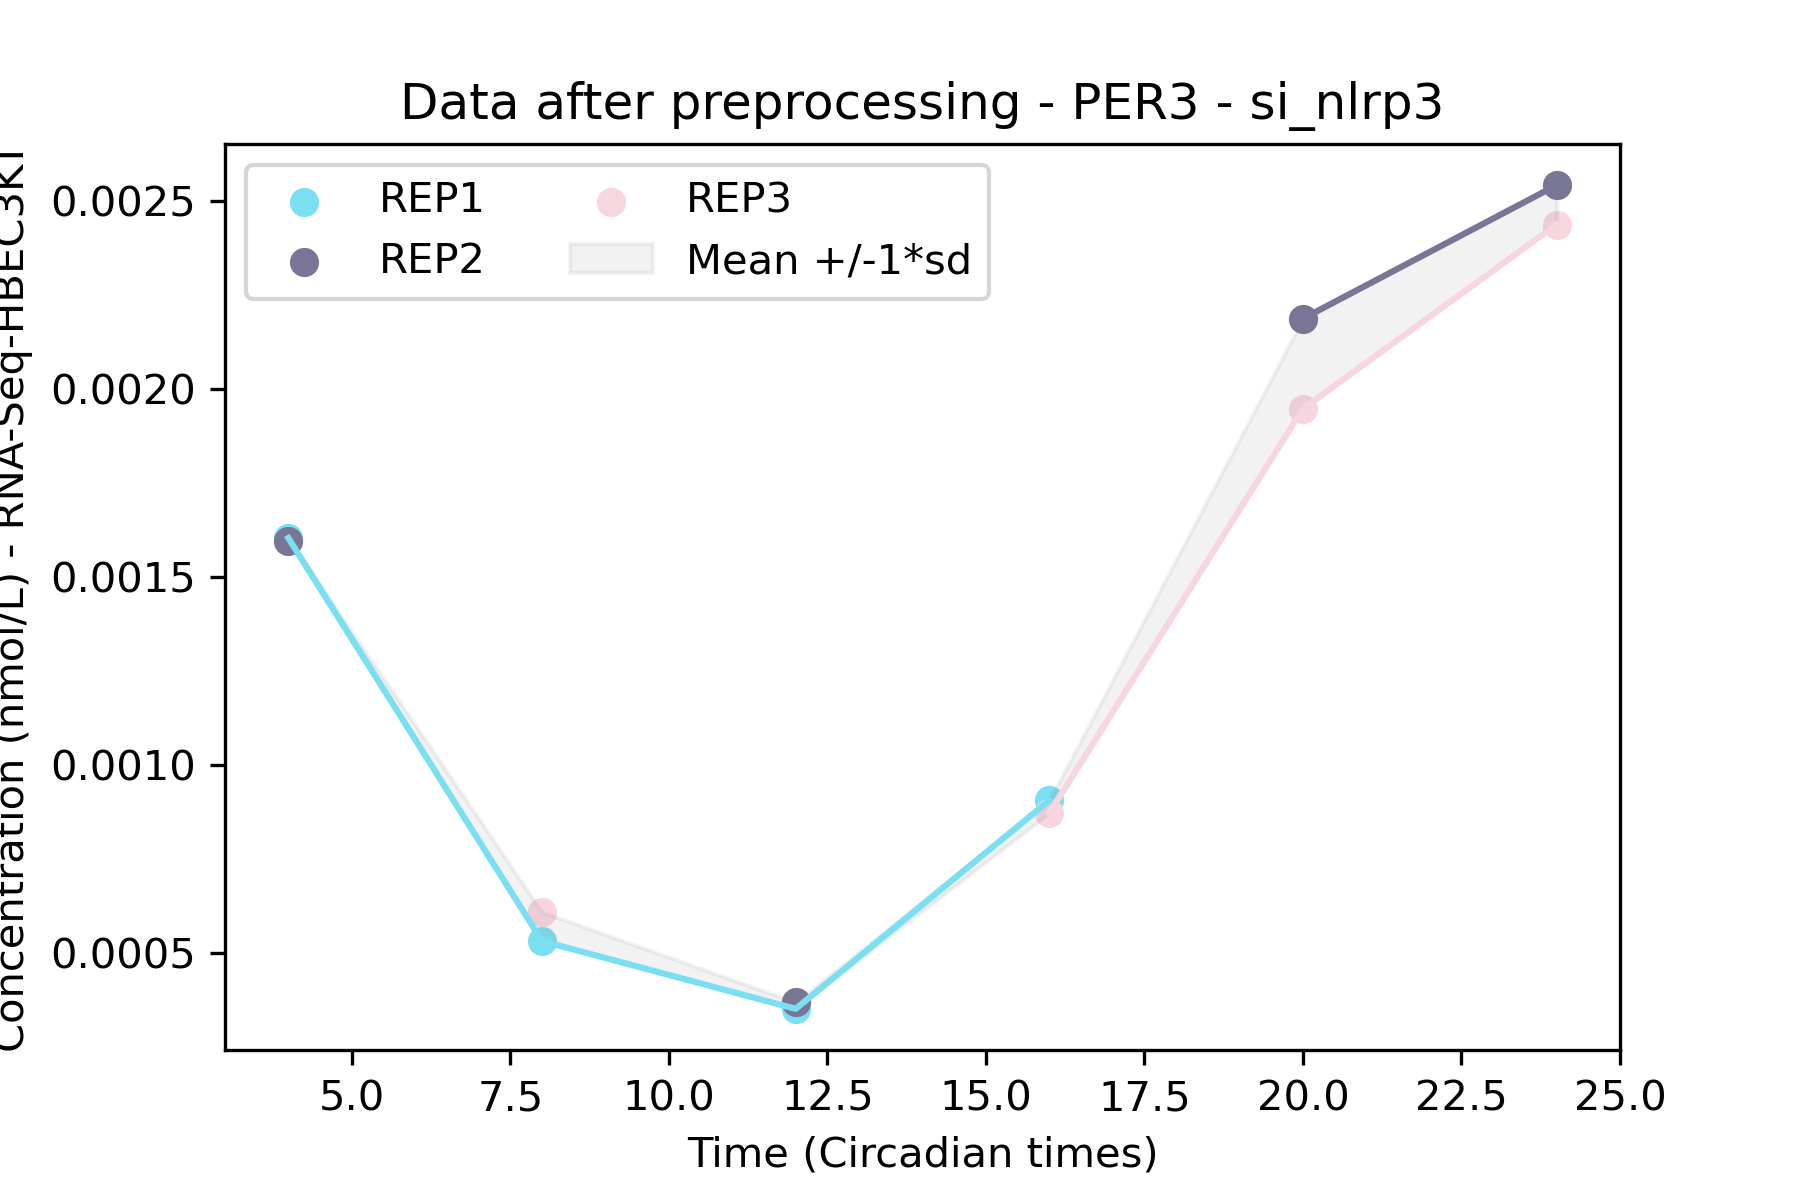 Data after preprocessing - PER3 - si_nlrp3
REP1
REP2
REP3
Mean +/-1*sd
Concentration (nmol/L) - RNA-Seq-HBEC3KT
0.0025
0.0020
0.0015
0.0010
0.0005
5.0 7.5 10.0 12.5 15.0 17.5 20.0 22.5 25.0
Time (Circadian times)